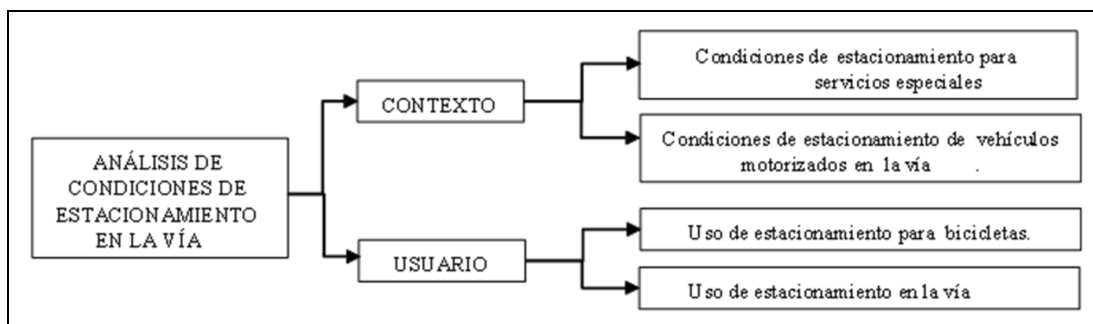 ANÁLISIS DE
CONDICIONES DE
ESTACIONAMIENTO
EN LA VÍA
CONTEXTO
Condiciones de estacionamiento para
servicios especiales
Condiciones de estacionamiento de vehículos
motorizados en la vía .
USUARIO
Uso de estacionamiento para bicicletas.
Uso de estacionamiento en la vía